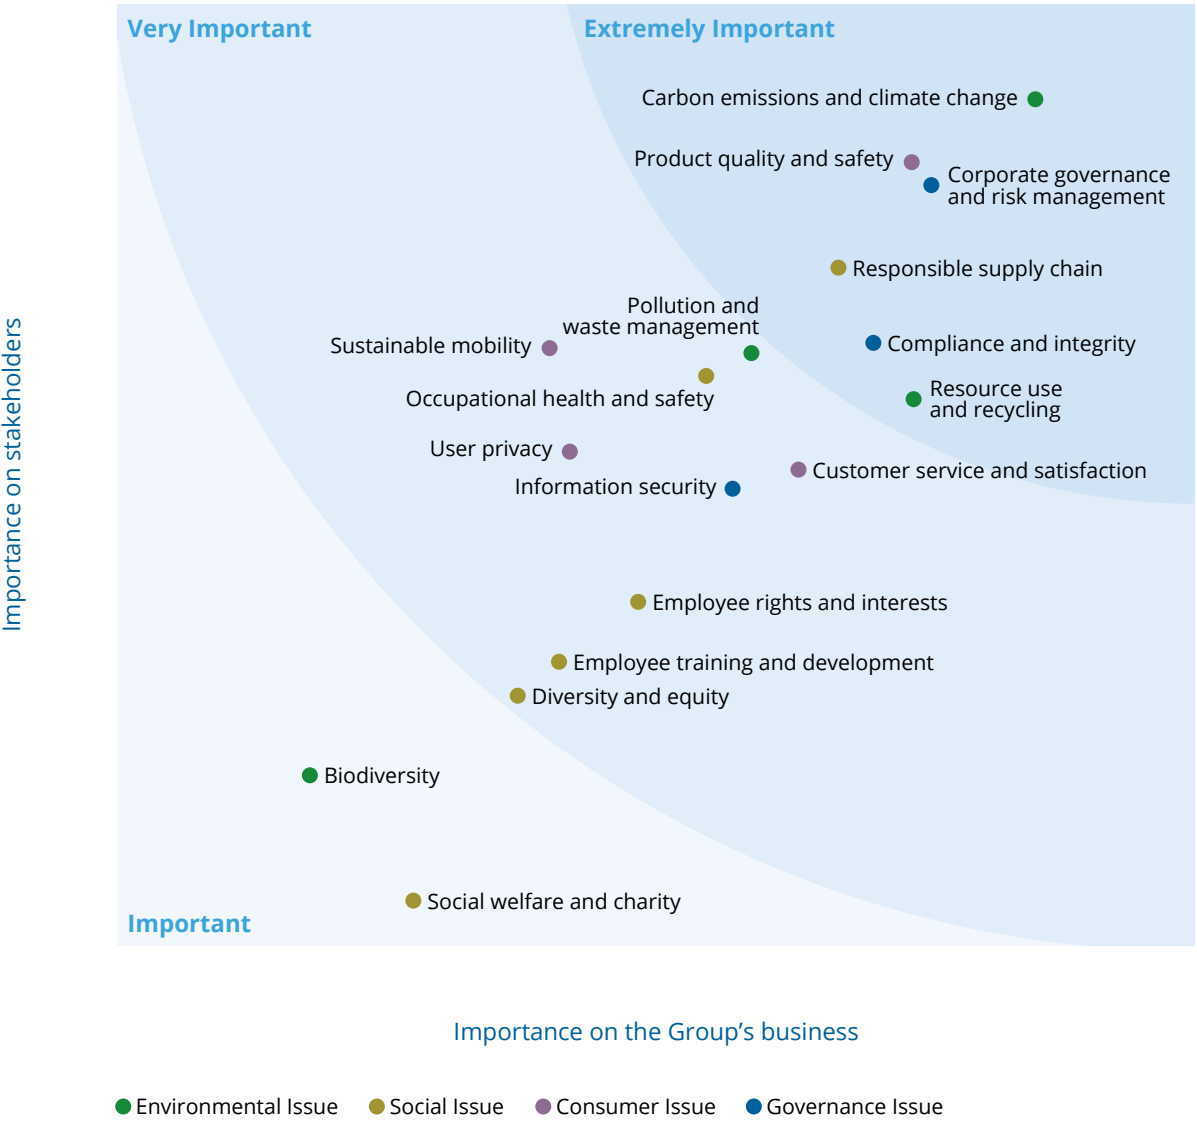 Very Important
Extremely Important
Carbon emissions and climate change
Product quality and safety
Corporate governance
and risk management
Responsible supply chain
Pollution and
waste management
Sustainable mobility
Compliance and integrity
Occupational health and safety
Resource use
and recycling
User privacy
Customer service and satisfaction
Information security
Employee rights and interests
Employee training and development
Diversity and equity
Biodiversity
Social welfare and charity
Important
Importance on stakeholders
Importance on the Group’s business
Environmental Issue
Social Issue
Consumer Issue
Governance Issue